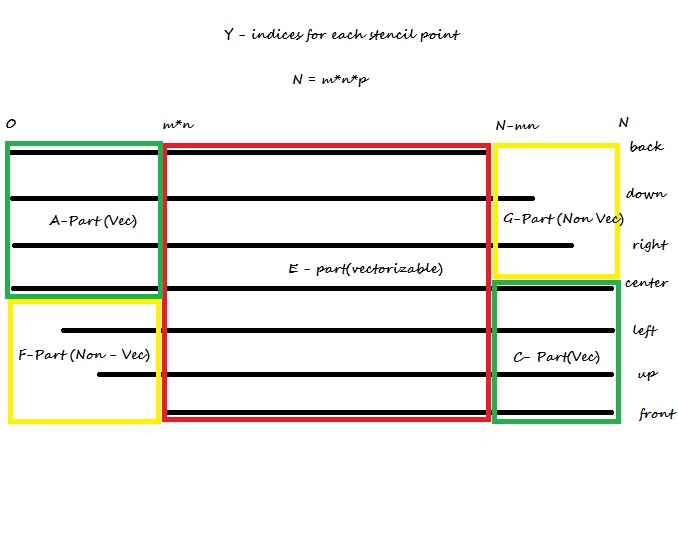 Y - indices for each stencil point
N = m*n*p
O
m*n
N-mn
N
back
down
A-Part (Vec)
G-Part (Non Vec)
right
E - part(vectorizable)
center
left
F-Part (Non - Vec)
C- Part(Vec)
up
front